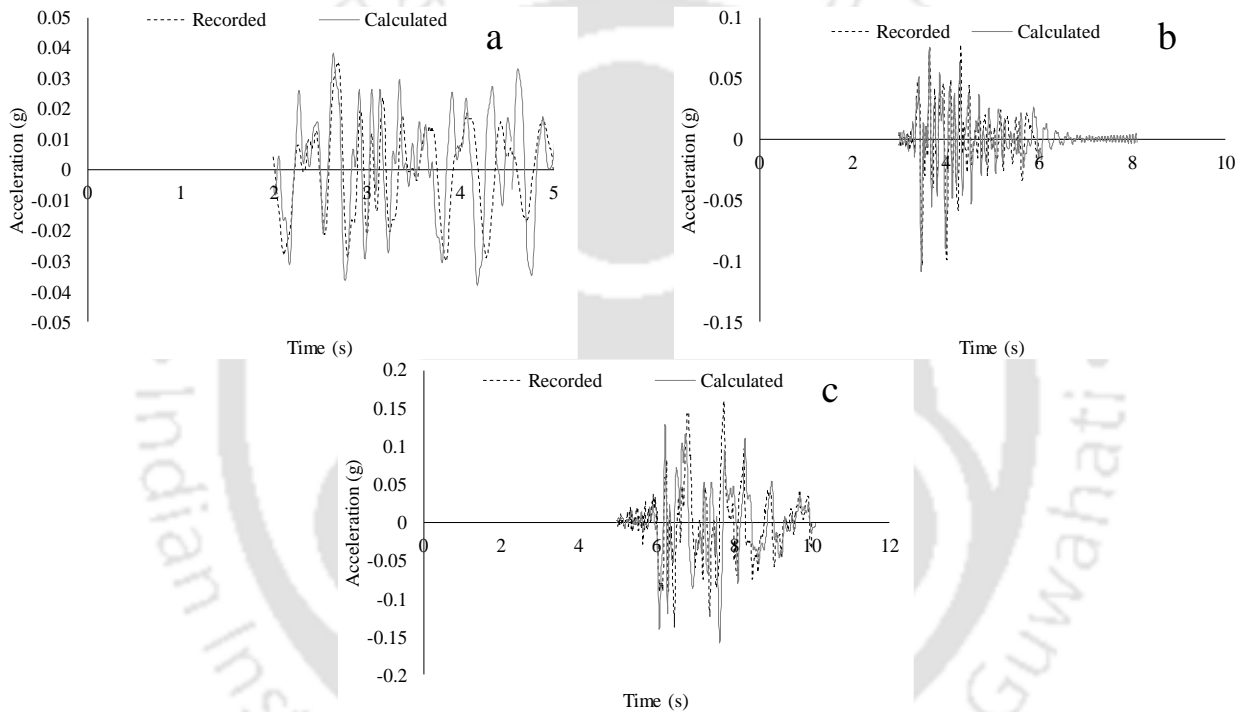 Recorded Calculated
a
0.05
0.04
0.03
0.02
0.01
0
-0.01
-0.02
-0.03
-0.04
-0.05
0 1 2 3 4 5
Acceleration (g)
Time (s)
Recorded Calculated
b
0.1
0.05
0
-0.05
-0.1
-0.15
0 2 4 6 8 10
Acceleration (g)
Time (s)
Recorded Calculated
c
0.2
0.15
0.1
0.05
0
-0.05
-0.1
-0.15
-0.2
0 2 4 6 8 10 12
Acceleration (g)
Time (s)
Indian Ins
Guwahati